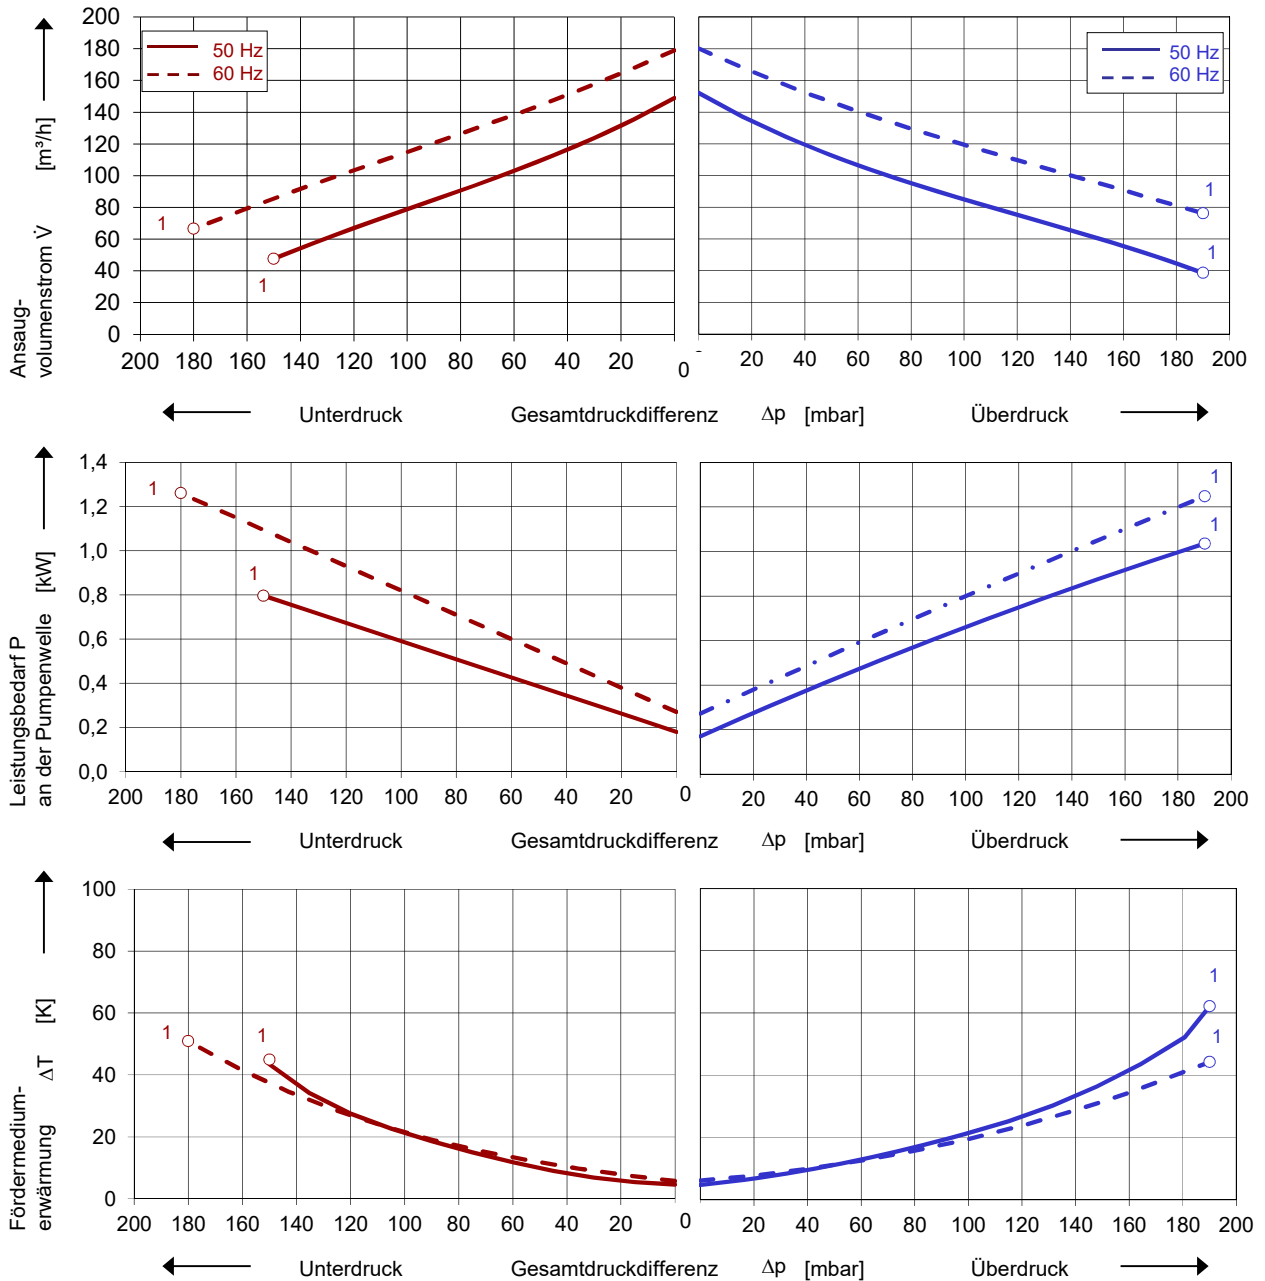 200
180
160
140
120
100
80
60
40
20
0
[m³/h]
Ansaug-
volumenstrom V̇
50 Hz
60 Hz
1
1
200 180 160 140 120 100 80 60 40 20 0
50 Hz
60 Hz
1
1
- 20 40 60 80 100 120 140 160 180 200
Unterdruck Gesamtdruckdifferenz Δp [mbar] Überdruck
1,4
1,2
1,0
0,8
0,6
0,4
0,2
0,0
Leistungsbedarf P
an der Pumpenwelle [kW]
1
1
200 180 160 140 120 100 80 60 40 20 0
1
1
20 40 60 80 100 120 140 160 180 200
Unterdruck Gesamtdruckdifferenz Δp [mbar] Überdruck
100
80
60
40
20
0
Fördermedium-
erwärmung ΔT [K]
1
1
200 180 160 140 120 100 80 60 40 20 0
1
1
20 40 60 80 100 120 140 160 180 200
Unterdruck Gesamtdruckdifferenz Δp [mbar] Überdruck